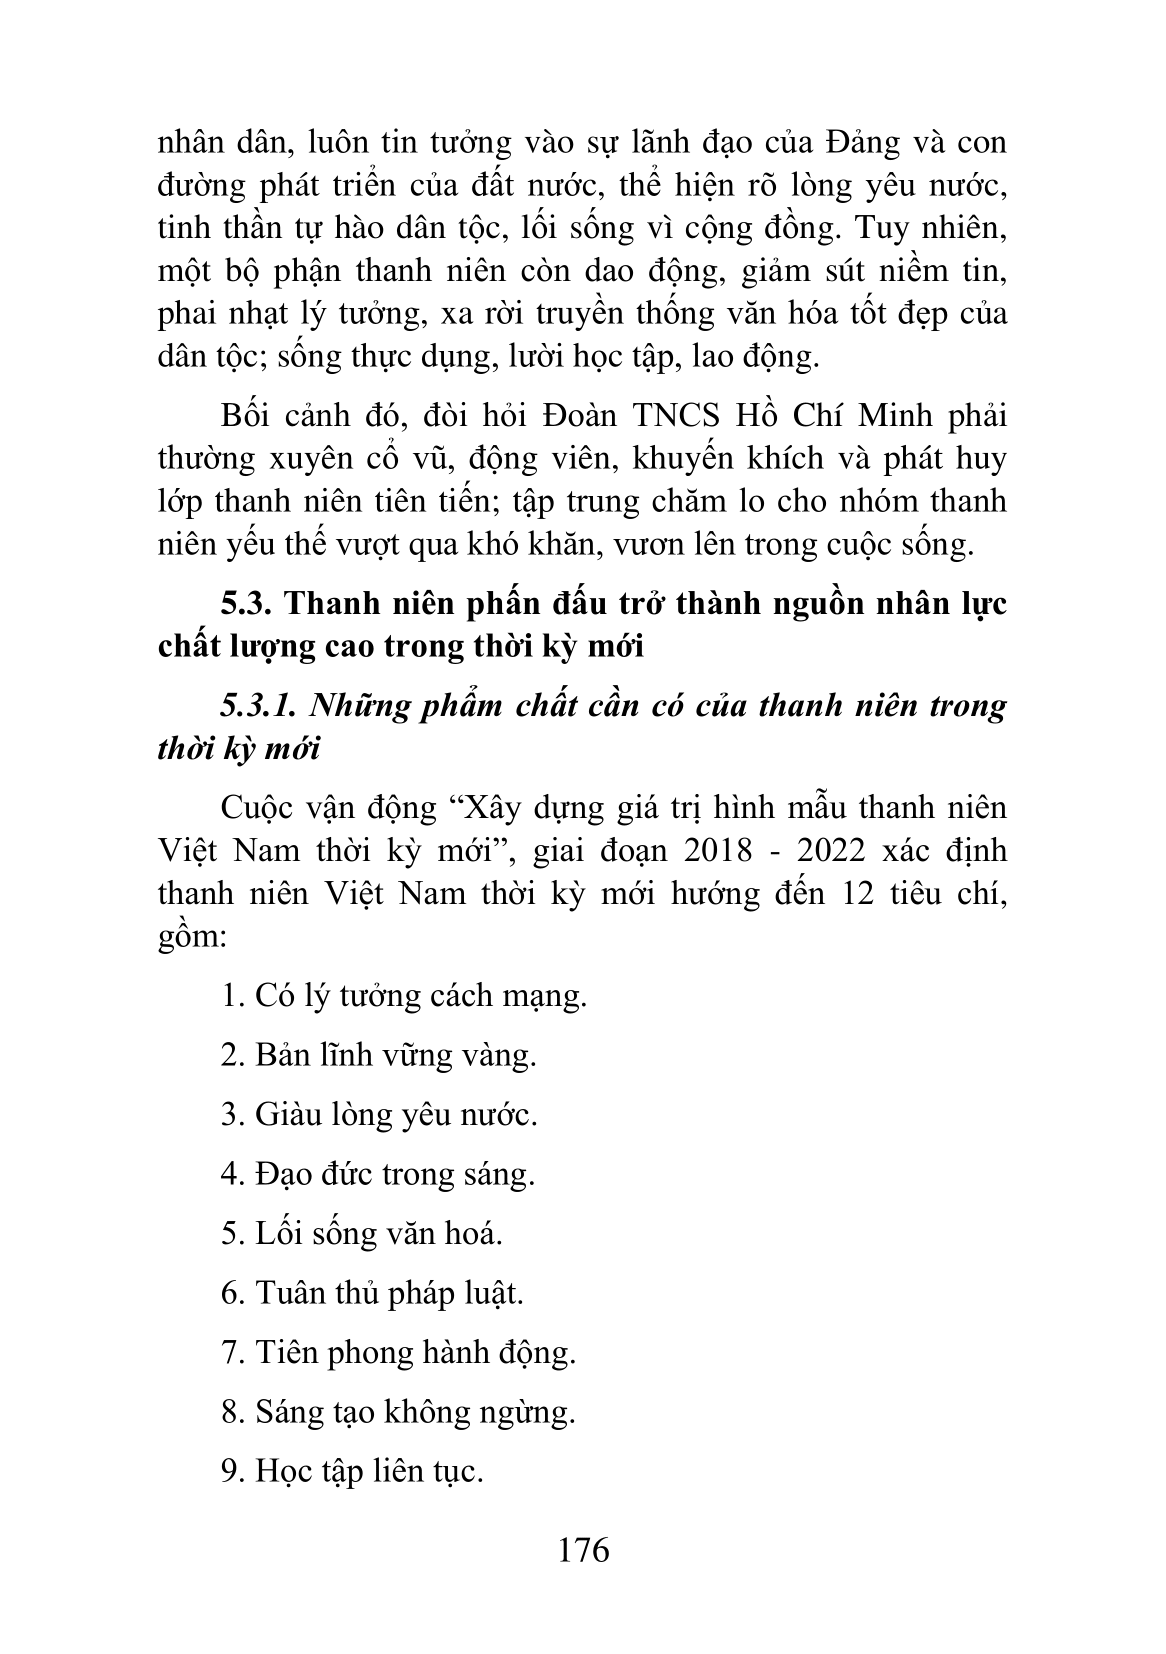 nhân dân, luôn tin tưởng vào sự lãnh đạo của Đảng và con
đường phát triển của đất nước, thể hiện rõ lòng yêu nước,
tinh thần tự hào dân tộc, lối sống vì cộng đồng. Tuy nhiên,
một bộ phận thanh niên còn dao động, giảm sút niềm tin,
phai nhạt lý tưởng, xa rời truyền thống văn hóa tốt đẹp của
dân tộc; sống thực dụng, lười học tập, lao động.
Bối cảnh đó, đòi hỏi Đoàn TNCS Hồ Chí Minh phải
thường xuyên cổ vũ, động viên, khuyến khích và phát huy
lớp thanh niên tiên tiến; tập trung chăm lo cho nhóm thanh
niên yếu thế vượt qua khó khăn, vươn lên trong cuộc sống.
5.3. Thanh niên phấn đấu trở thành nguồn nhân lực
chất lượng cao trong thời kỳ mới
5.3.1. Những phẩm chất cần có của thanh niên trong
thời kỳ mới
Cuộc vận động “Xây dựng giá trị hình mẫu thanh niên
Việt Nam thời kỳ mới”, giai đoạn 2018 - 2022 xác định
thanh niên Việt Nam thời kỳ mới hướng đến 12 tiêu chí,
gồm:
1. Có lý tưởng cách mạng.
2. Bản lĩnh vững vàng.
3. Giàu lòng yêu nước.
4. Đạo đức trong sáng.
5. Lối sống văn hoá.
6. Tuân thủ pháp luật.
7. Tiên phong hành động.
8. Sáng tạo không ngừng.
9. Học tập liên tục.
176